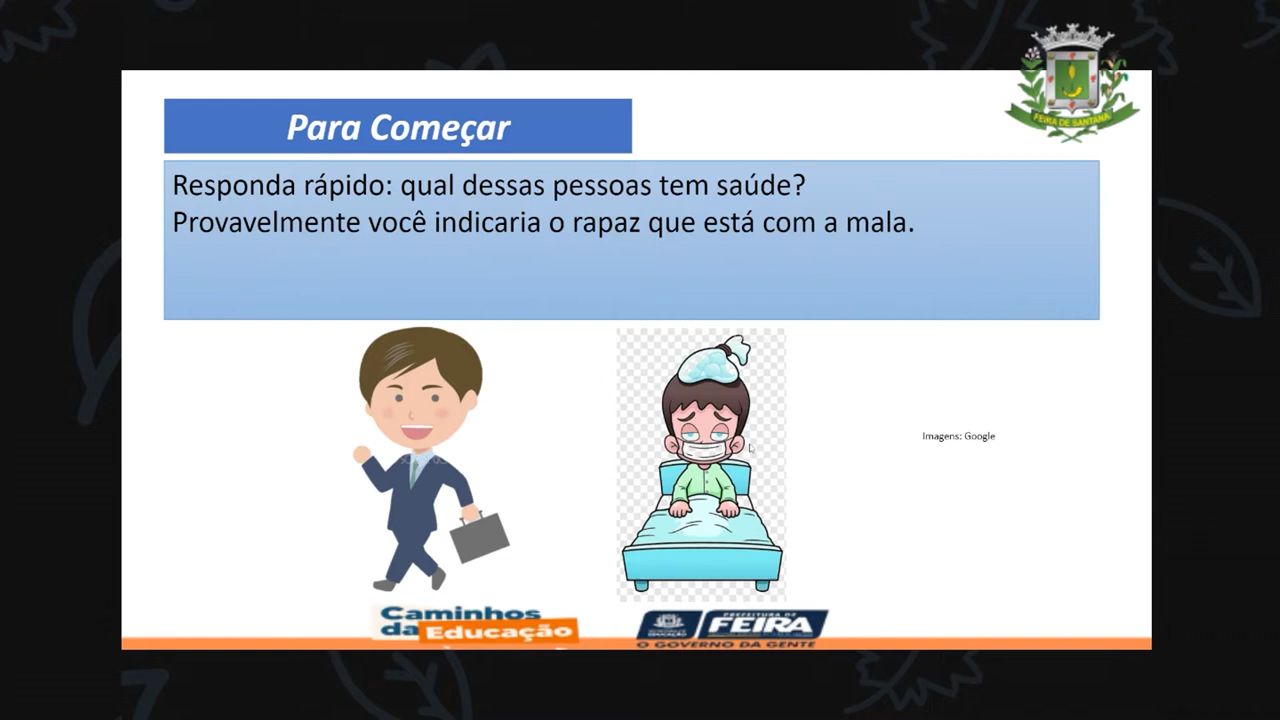 FEIRA DE SANTANA
Para Começar
Responda rápido: qual dessas pessoas tem saúde?
Provavelmente você indicaria o rapaz que está com a mala.
Imagens: Google
Caminhos
da Educação
PREFEITURA DE
FEIRA
EDUCAÇÃO
O GOVERNO DA GENTE